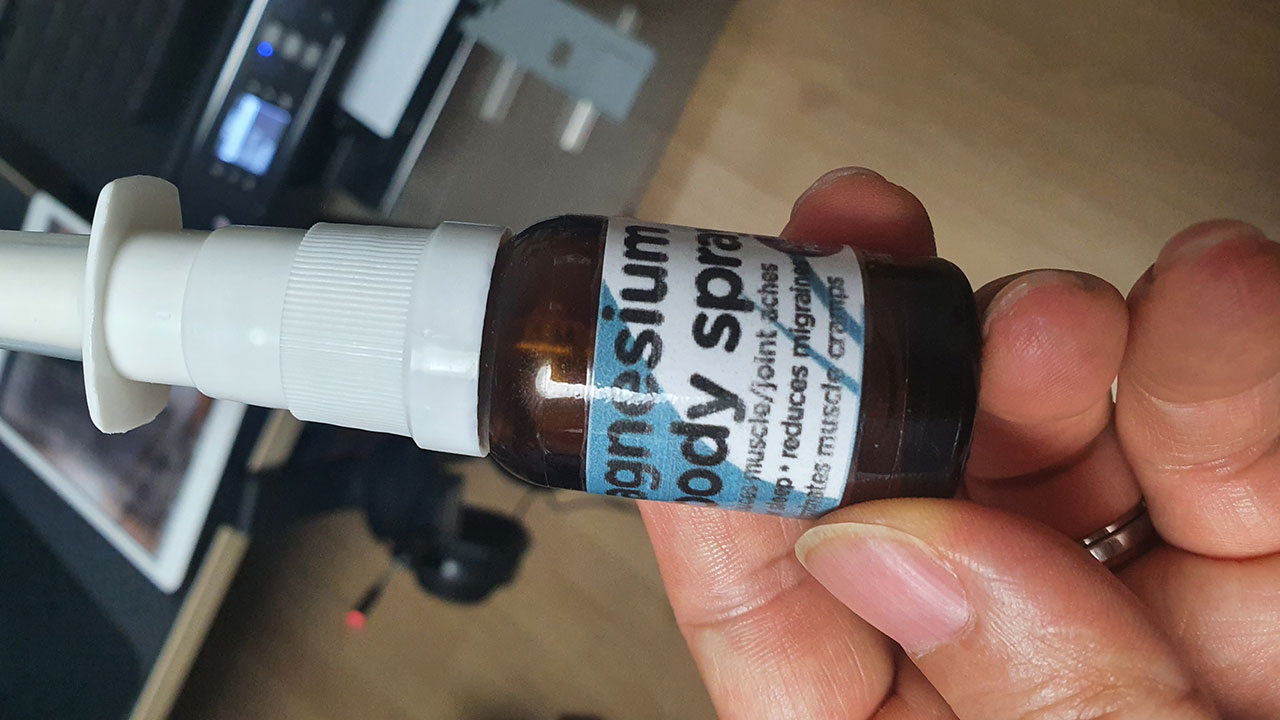 agnesium
body spra
muscle/joint aches
• reduces migraine
muscle cramps